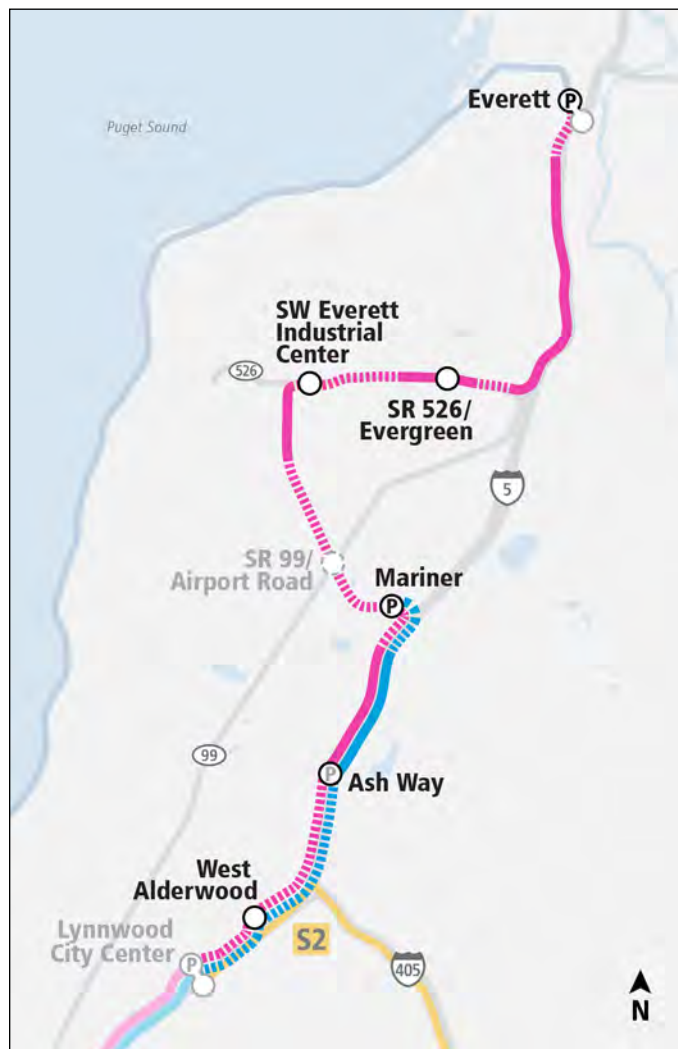 Everett P
Puget Sound
SW Everett
Industrial
Center
526
SR 526/
Evergreen
5
SR 99/
Airport Road
Mariner
P
99
P
Ash Way
West
Alderwood
Lynnwood
City Center
P
S2
405
N